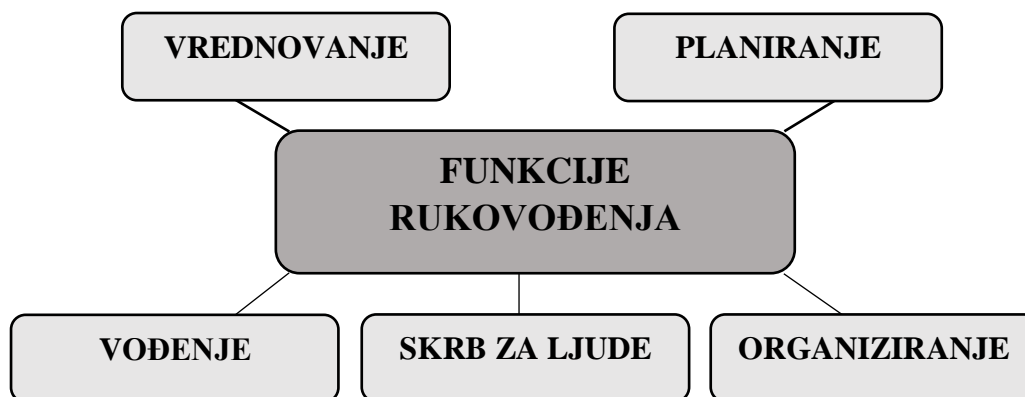 VREDNOVANJE
PLANIRANJE
FUNKCIJE
RUKOVOĐENJA
VOĐENJE
SKRB ZA LJUDE
ORGANIZIRANJE